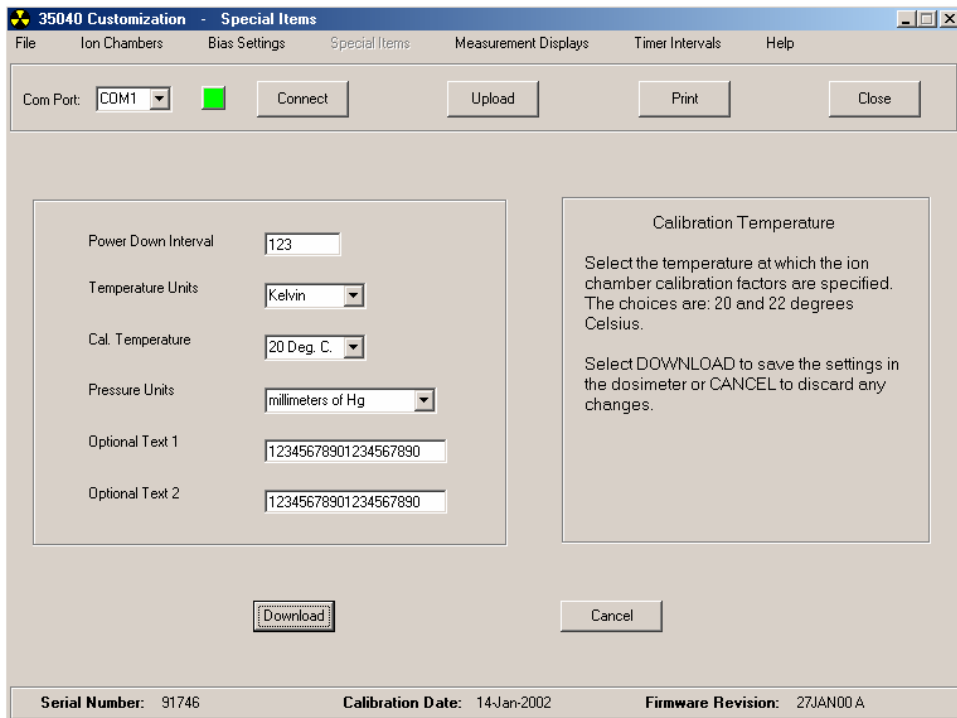 35040 Customization - Special Items
File Ion Chambers Bias Settings Special Items Measurement Displays Timer Intervals Help
Com Port: COM1 Connect Upload Print Close
Power Down Interval 123
Temperature Units Kelvin
Cal. Temperature 20 Deg. C.
Pressure Units millimeters of Hg
Optional Text 1 12345678901234567890
Optional Text 2 12345678901234567890
Calibration Temperature
Select the temperature at which the ion
chamber calibration factors are specified.
The choices are: 20 and 22 degrees
Celsius.
Select DOWNLOAD to save the settings in
the dosimeter or CANCEL to discard any
changes.
Download Cancel
Serial Number: 91746 Calibration Date: 14-Jan-2002 Firmware Revision: 27JAN00 A